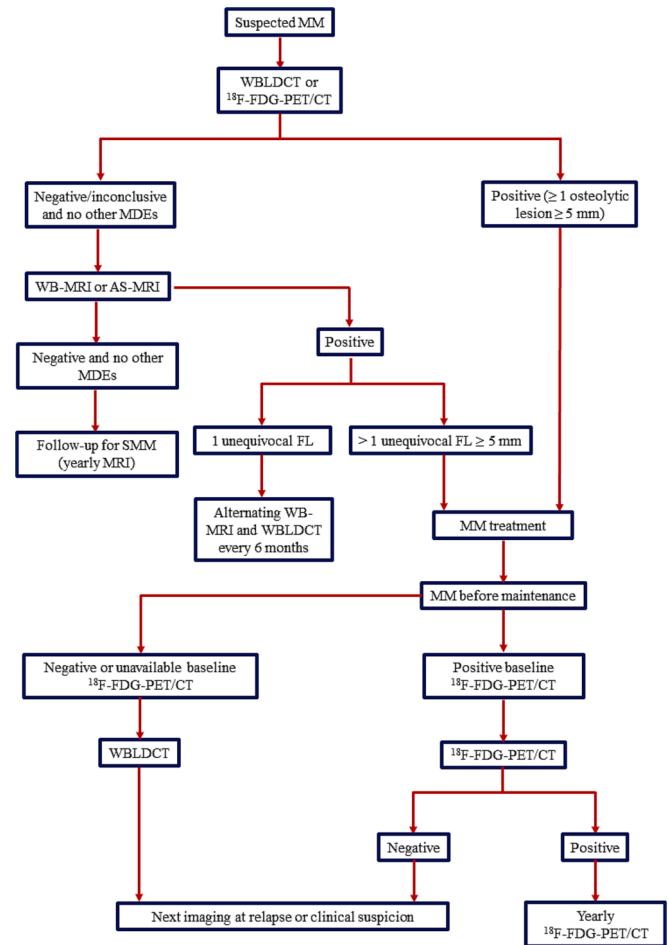 Suspected MM
WBLDCT or
¹⁸F-FDG-PET/CT
Negative/inconclusive
and no other MDEs
Positive (≥ 1 osteolytic
lesion ≥ 5 mm)
WB-MRI or AS-MRI
Positive
Negative and no other
MDEs
1 unequivocal FL
> 1 unequivocal FL ≥ 5 mm
Follow-up for SMM
(yearly MRI)
Alternating WB-
MRI and WBLDCT
every 6 months
MM treatment
MM before maintenance
Negative or unavailable baseline
¹⁸F-FDG-PET/CT
Positive baseline
¹⁸F-FDG-PET/CT
WBLDCT
¹⁸F-FDG-PET/CT
Negative
Positive
Next imaging at relapse or clinical suspicion
Yearly
¹⁸F-FDG-PET/CT